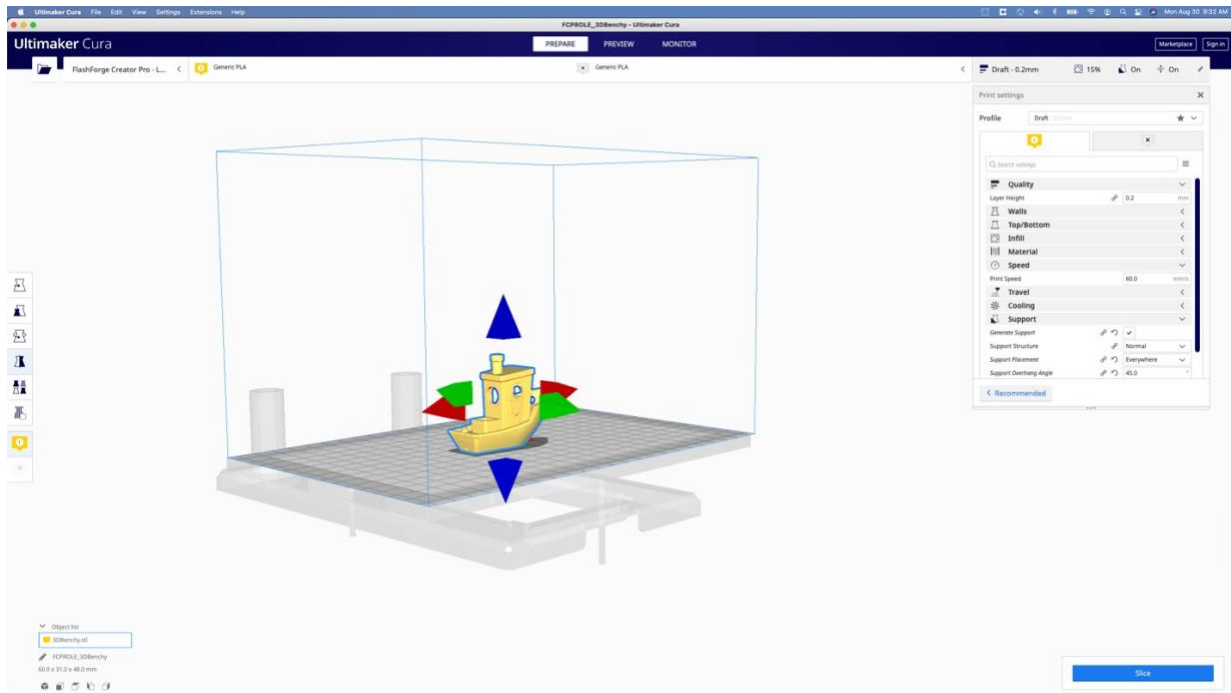 Ultimaker Cura File Edit View Settings Extensions Help Mon Aug 30 9:32 AM
FCPROLE_3DBenchy - Ultimaker Cura
Ultimaker Cura PREPARE PREVIEW MONITOR Marketplace Sign in
FlashForge Creator Pro - L... Generic PLA Generic PLA Draft - 0.2mm 15% On On
Print settings
Profile Draft 0.2mm
Search settings
Quality
Layer Height 0.2 mm
Walls
Top/Bottom
Infill
Material
Speed
Print Speed 60.0 mm/s
Travel
Cooling
Support
Generate Support
Support Structure Normal
Support Placement Everywhere
Support Overhang Angle 45.0 °
Recommended
Object list
3DBenchy.stl
FCPROLE_3DBenchy
60.0 x 31.0 x 48.0 mm
Slice